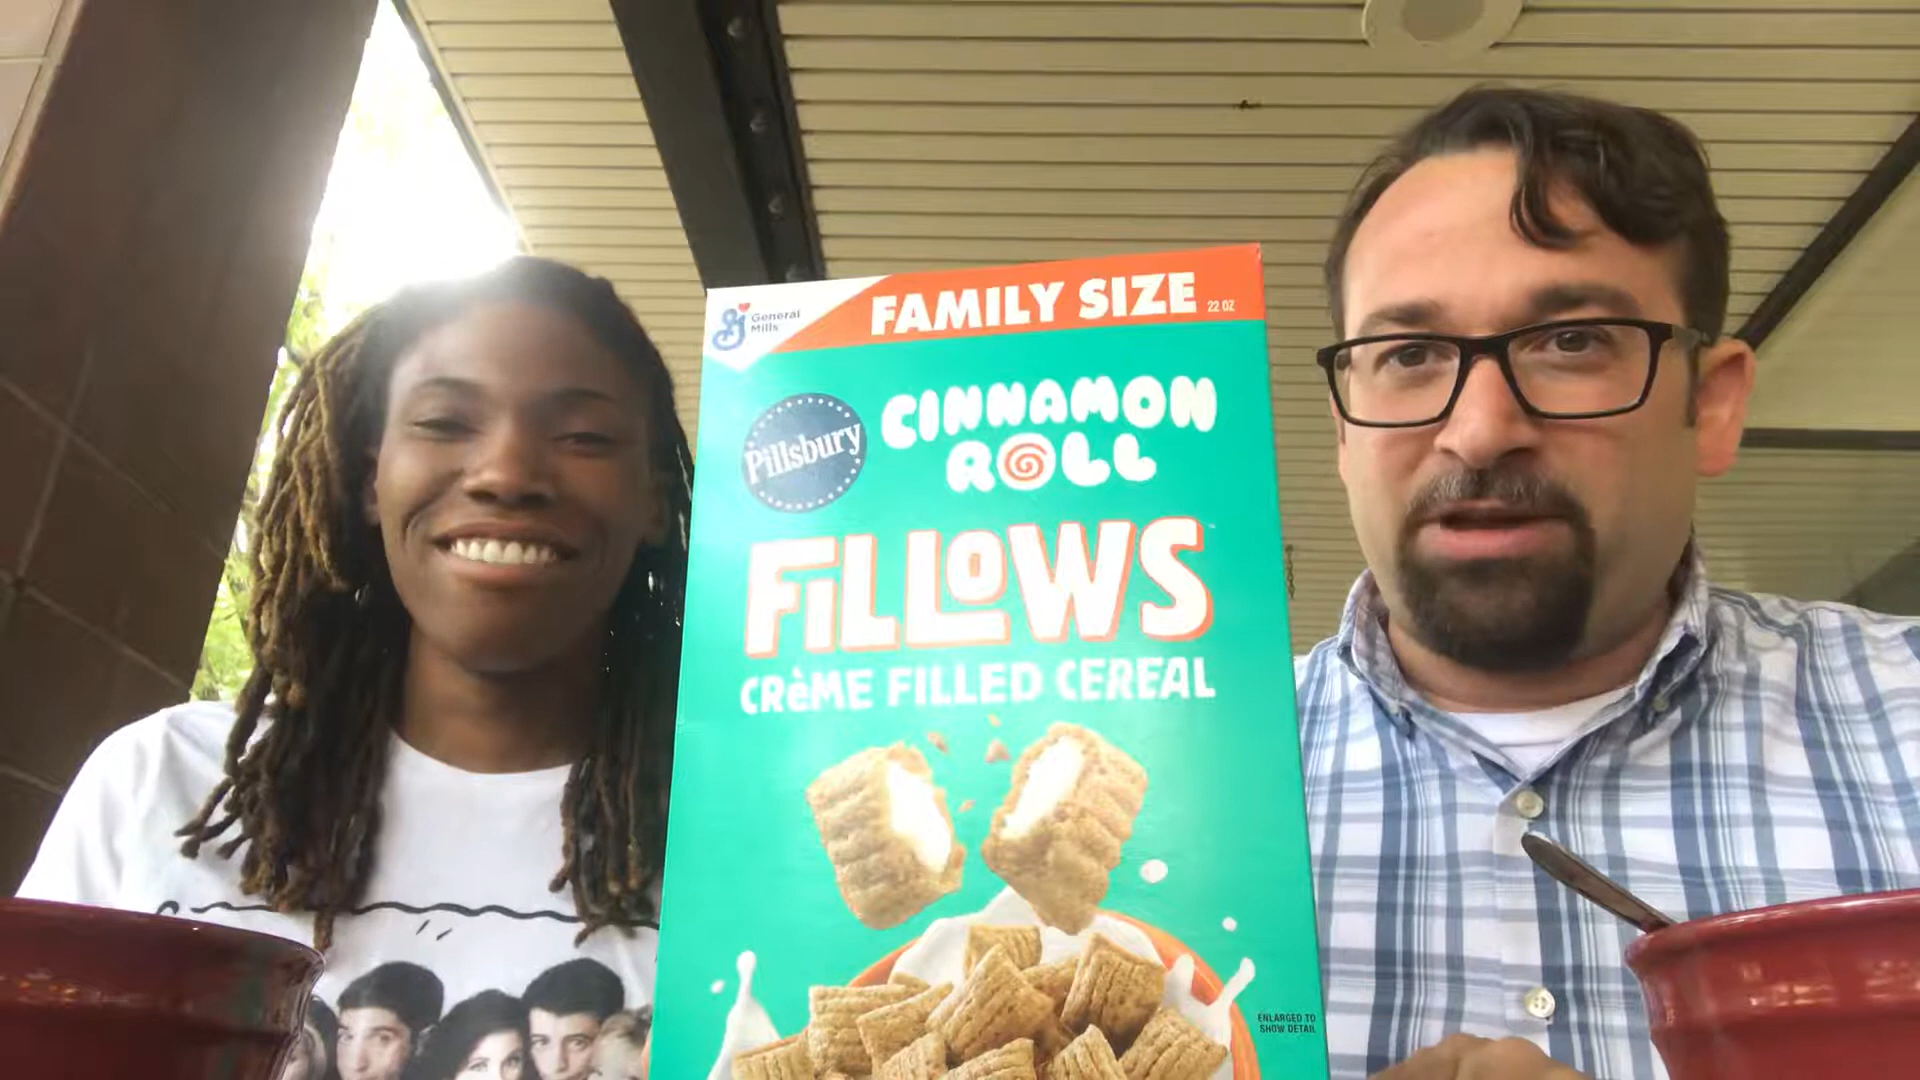 General
Mills
FAMILY SIZE 22 OZ
Pillsbury
CINNAMON
ROLL
FiLLoWS
CRèME FILLED CEREAL
ENLARGED TO
SHOW DETAIL